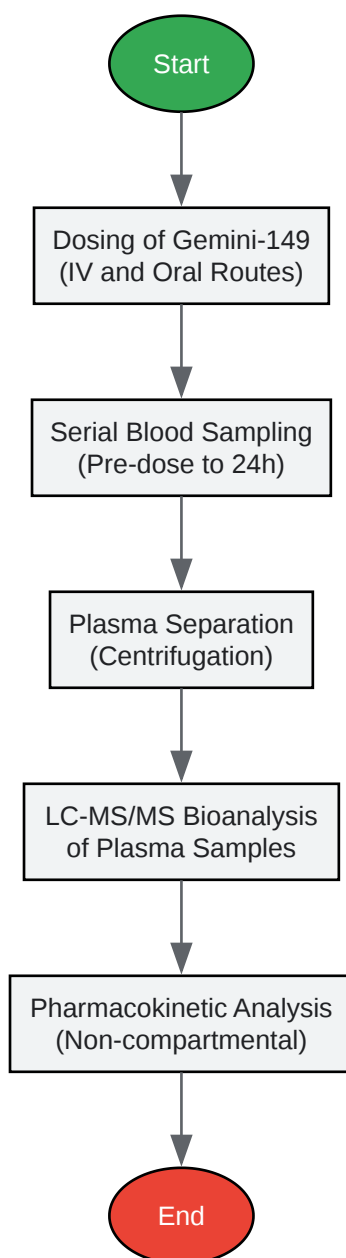 Start
Dosing of Gemini-149
(IV and Oral Routes)
Serial Blood Sampling
(Pre-dose to 24h)
Plasma Separation
(Centrifugation)
LC-MS/MS Bioanalysis
of Plasma Samples
Pharmacokinetic Analysis
(Non-compartmental)
End